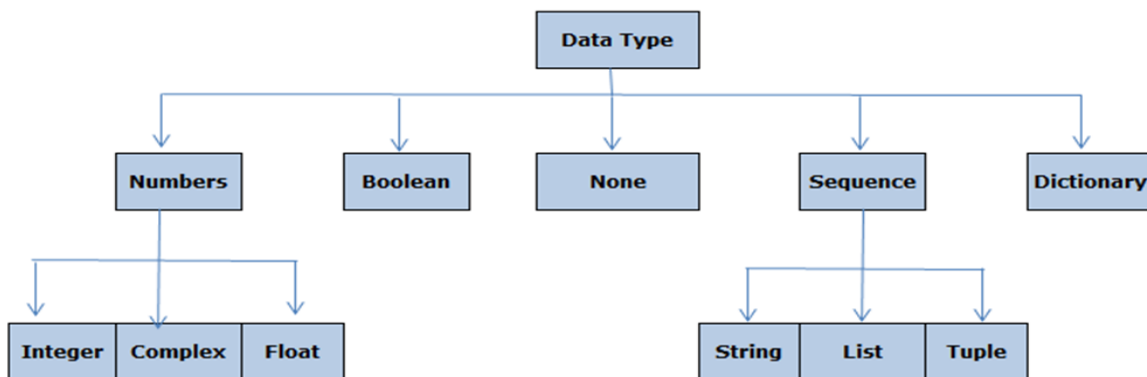 Data Type
Numbers
Boolean
None
Sequence
Dictionary
Integer
Complex
Float
String
List
Tuple